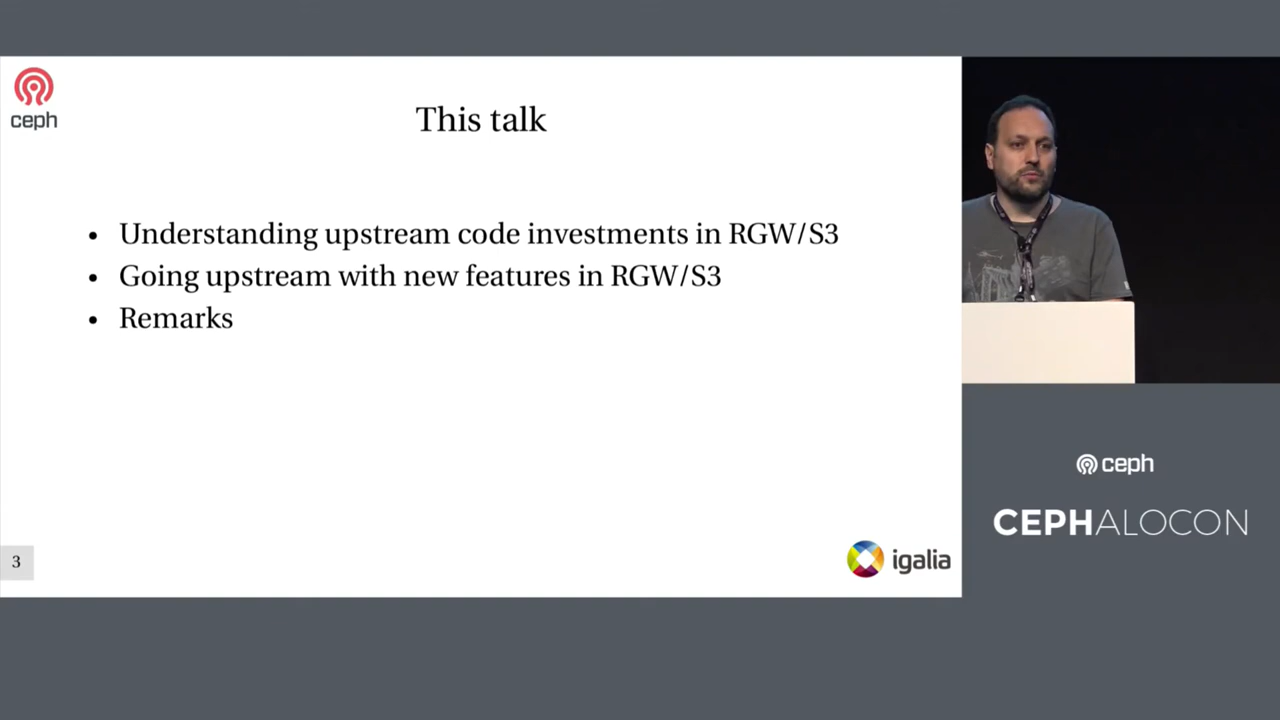 ceph
This talk
• Understanding upstream code investments in RGW/S3
• Going upstream with new features in RGW/S3
• Remarks
3
igalia
ceph
CEPHALOCON